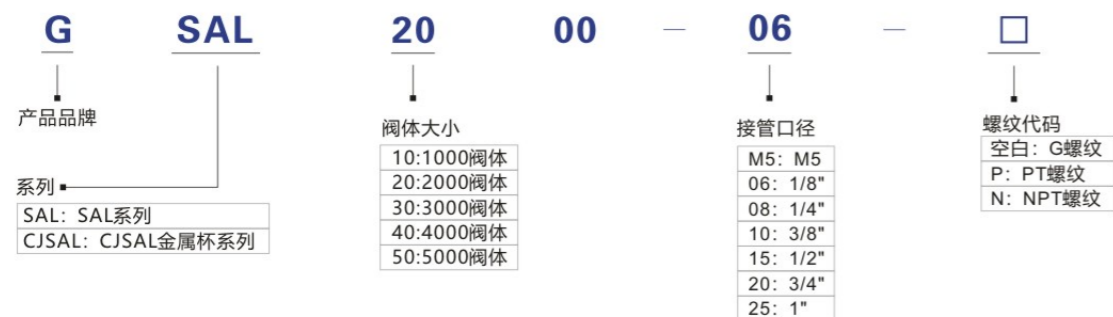 G SAL 20 00 — 06 — □
产品品牌
系列
SAL: SAL系列
CJSAL: CJSAL金属杯系列
阀体大小
10:1000阀体
20:2000阀体
30:3000阀体
40:4000阀体
50:5000阀体
接管口径
M5: M5
06: 1/8"
08: 1/4"
10: 3/8"
15: 1/2"
20: 3/4"
25: 1"
螺纹代码
空白: G螺纹
P: PT螺纹
N: NPT螺纹